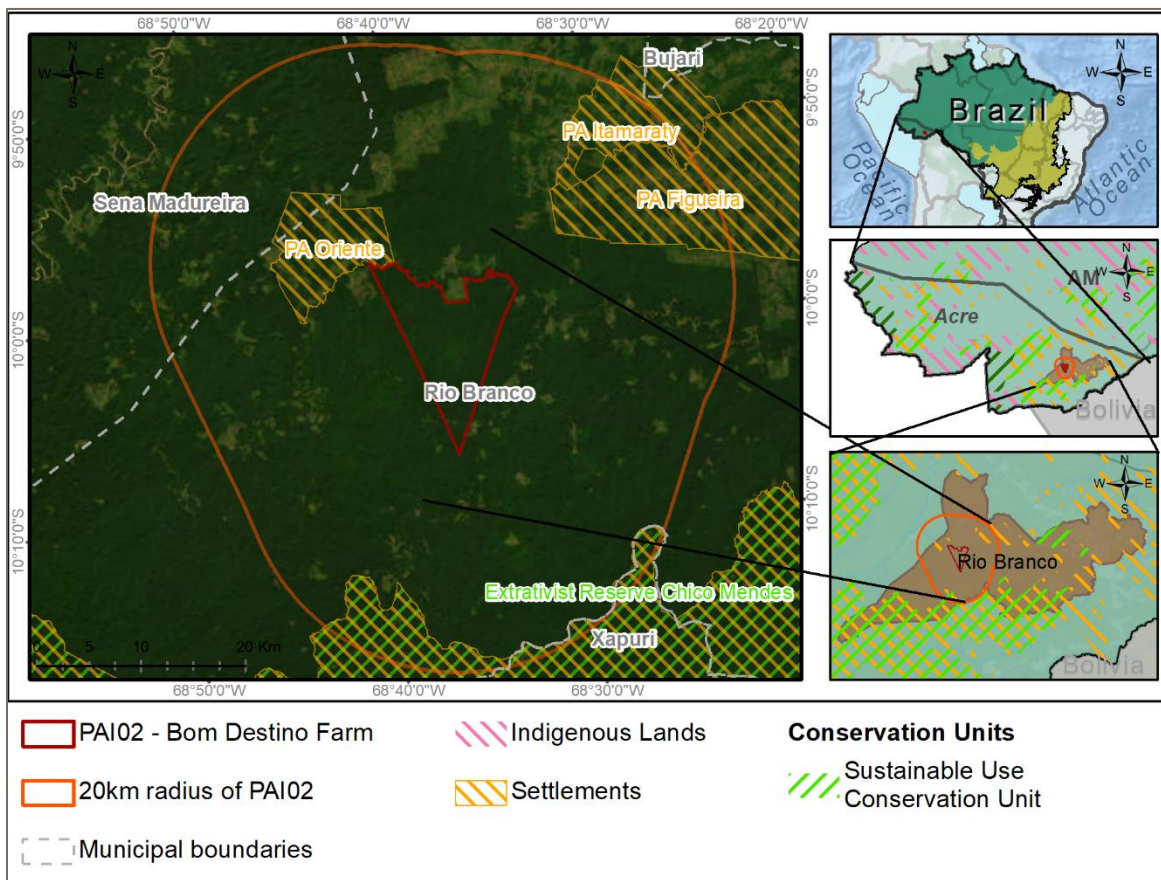 68°50'0"W
68°40'0"W
68°30'0"W
68°20'0"W
N
W E
S
Bujari
9°50'0"S
9°50'0"S
PA Itamaraty
PA Figueira
Sena Madureira
PA Oriente
10°0'0"S
10°0'0"S
Rio Branco
10°10'0"S
10°10'0"S
Extrativist Reserve Chico Mendes
Xapuri
0 5 10 20 Km
68°50'0"W
68°40'0"W
68°30'0"W
N
W E
S
Brazil
Pacific
Ocean
Atlantic
Ocean
N
AM
W E
S
Acre
Bolivia
N
W E
S
Rio Branco
Bolivia
PAI02 - Bom Destino Farm
20km radius of PAI02
Municipal boundaries
Indigenous Lands
Settlements
Conservation Units
Sustainable Use
Conservation Unit